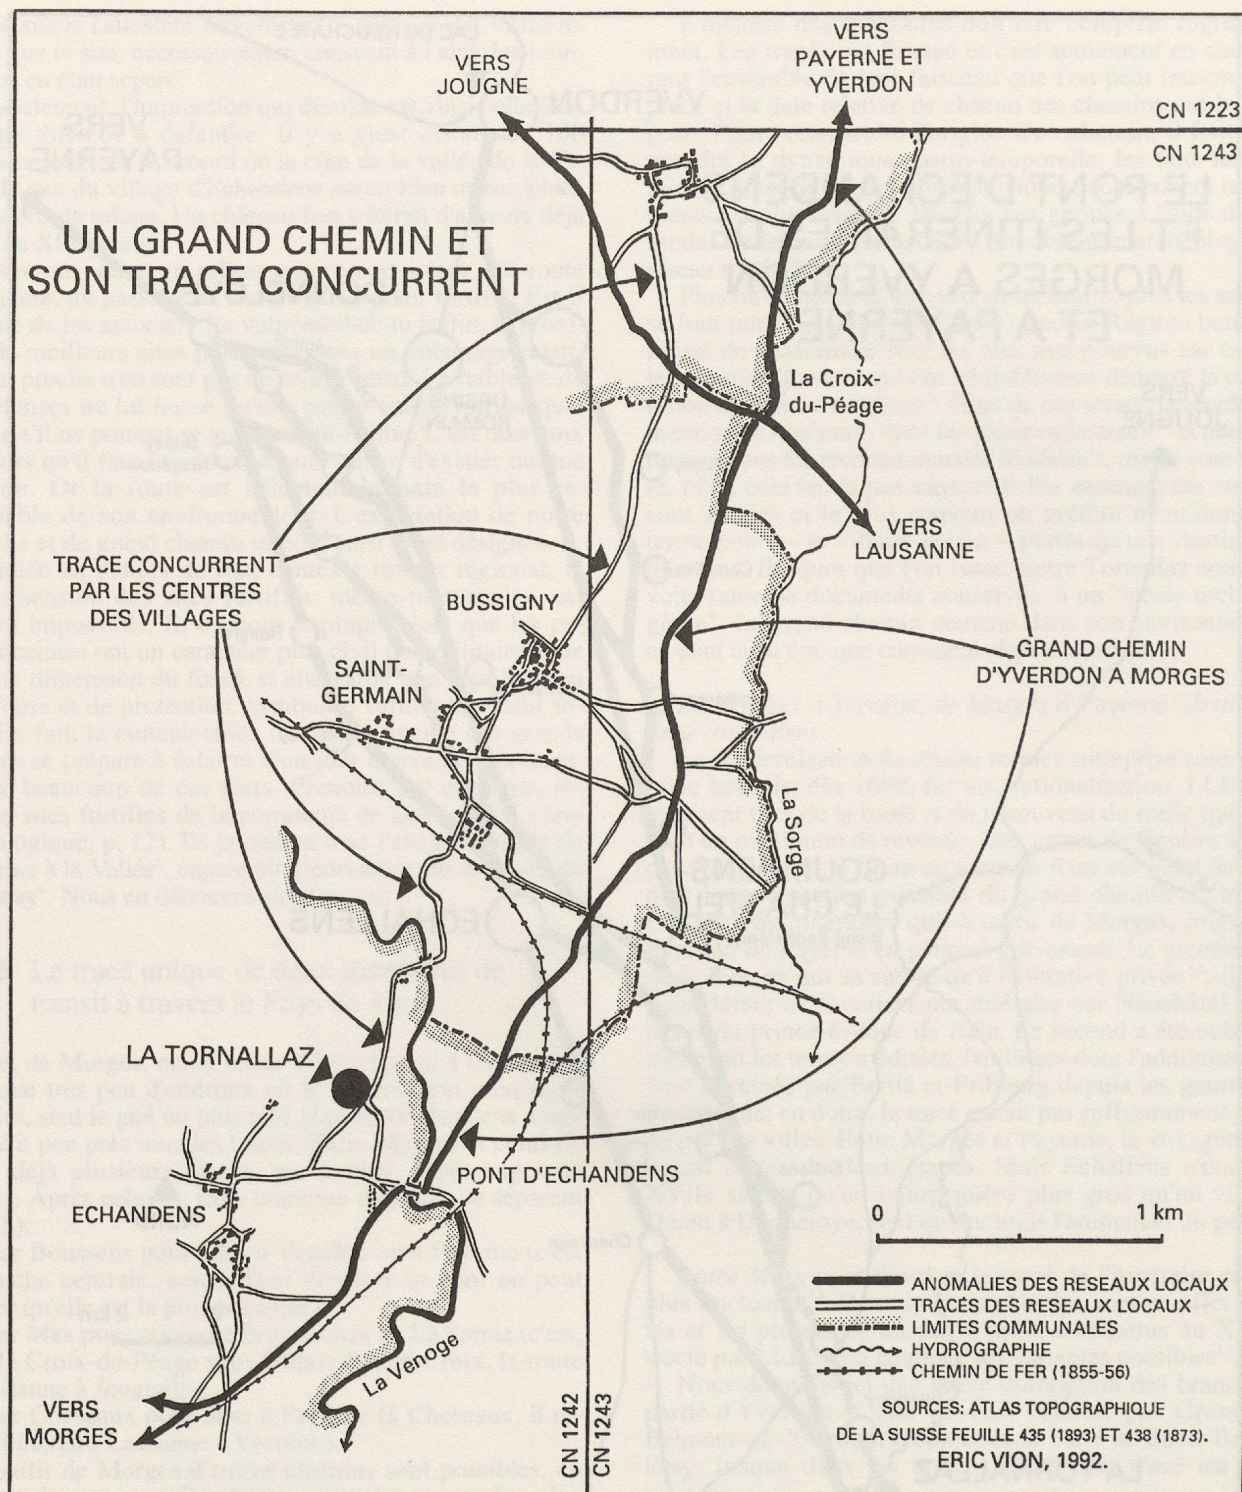 VERS
JOUGNE
VERS
PAYERNE ET
YVERDON
CN 1223
CN 1243
UN GRAND CHEMIN ET
SON TRACE CONCURRENT
La Croix-
du-Péage
VERS
LAUSANNE
TRACE CONCURRENT
PAR LES CENTRES
DES VILLAGES
BUSSIGNY
SAINT-
GERMAIN
GRAND CHEMIN
D'YVERDON A MORGES
La Sorge
LA TORNALLAZ
PONT D'ECHANDENS
ECHANDENS
0 1 km
ANOMALIES DES RESEAUX LOCAUX
TRACÉS DES RESEAUX LOCAUX
LIMITES COMMUNALES
HYDROGRAPHIE
CHEMIN DE FER (1855-56)
La Venoge
VERS
MORGES
CN 1242
CN 1243
SOURCES: ATLAS TOPOGRAPHIQUE
DE LA SUISSE FEUILLE 435 (1893) ET 438 (1873).
ERIC VION, 1992.